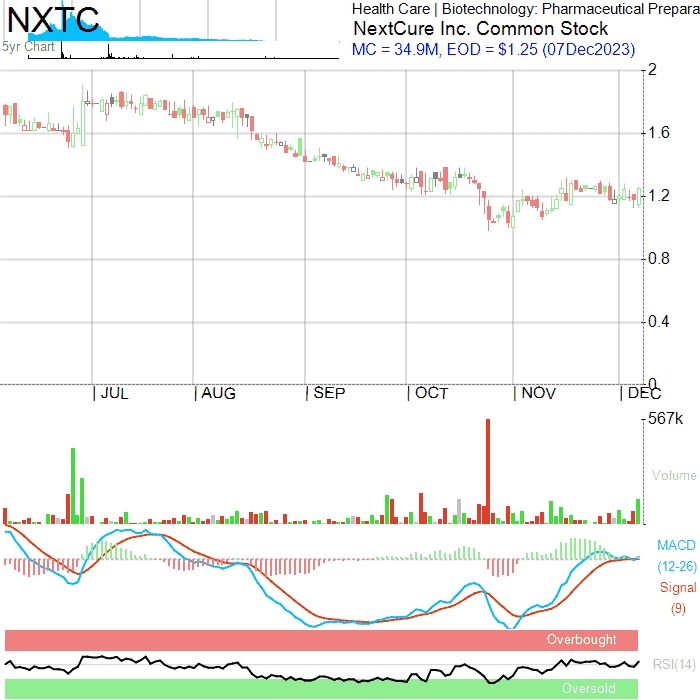 NXTC
5yr Chart
Health Care | Biotechnology: Pharmaceutical Prepara
NextCure Inc. Common Stock
MC = 34.9M, EOD = $1.25 (07Dec2023)
2
1.6
1.2
0.8
0.4
0
JUL AUG SEP OCT NOV DEC
567k
Volume
MACD
(12-26)
Signal
(9)
Overbought
RSI(14)
Oversold